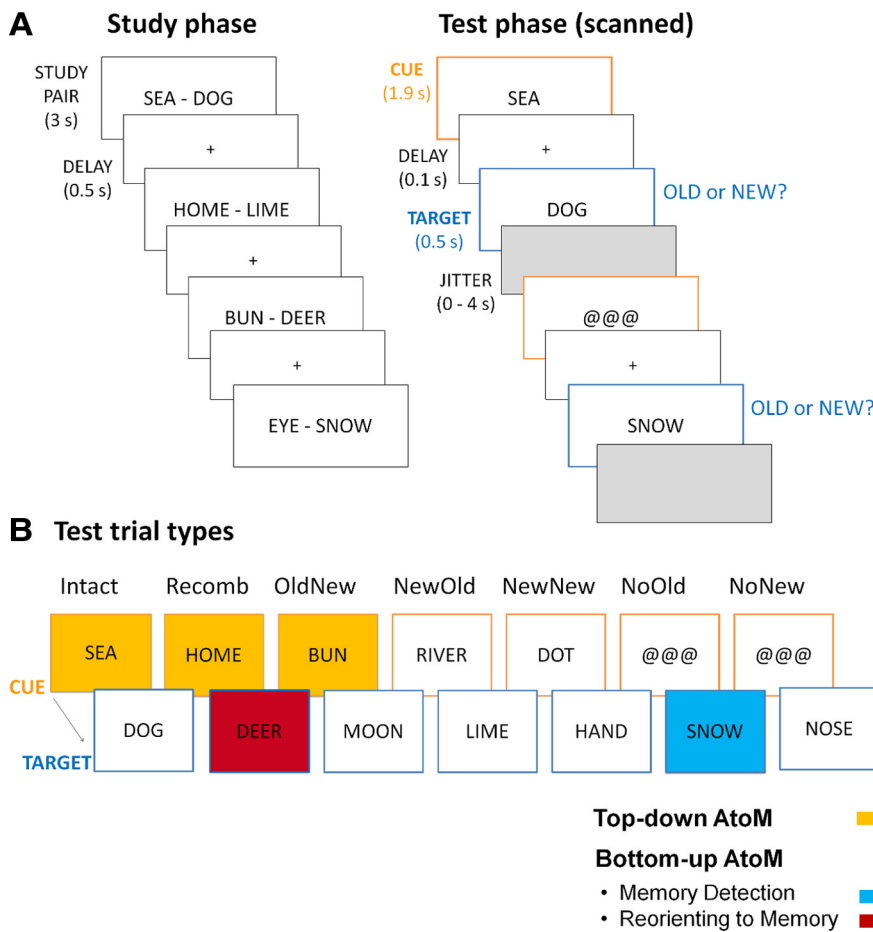 A
Study phase
STUDY
PAIR
(3 s)
SEA - DOG
DELAY
(0.5 s)
+
HOME - LIME
+
BUN - DEER
+
EYE - SNOW
Test phase (scanned)
CUE
(1.9 s)
SEA
DELAY
(0.1 s)
+
TARGET
(0.5 s)
DOG
OLD or NEW?
JITTER
(0 - 4 s)
@@@
+
SNOW
OLD or NEW?
B Test trial types
Intact Recomb OldNew NewOld NewNew NoOld NoNew
CUE
SEA HOME BUN RIVER DOT @@@ @@@
TARGET
DOG DEER MOON LIME HAND SNOW NOSE
Top-down AtoM
Bottom-up AtoM
• Memory Detection
• Reorienting to Memory